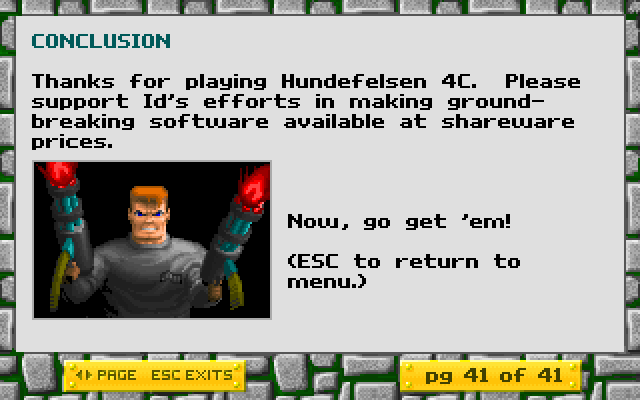 CONCLUSION
Thanks for playing Hundefelsen 4C.  Please
support Id's efforts in making ground-
breaking software available at shareware
prices.
Now, go get 'em!
(ESC to return to
menu.)
PAGE ESC EXITS
pg 41 of 41